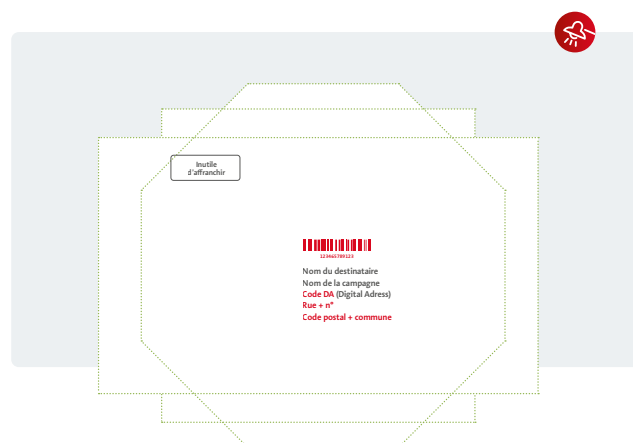 Inutile
d'affranchir
123465789123
Nom du destinataire
Nom de la campagne
Code DA (Digital Adress)
Rue + n°
Code postal + commune